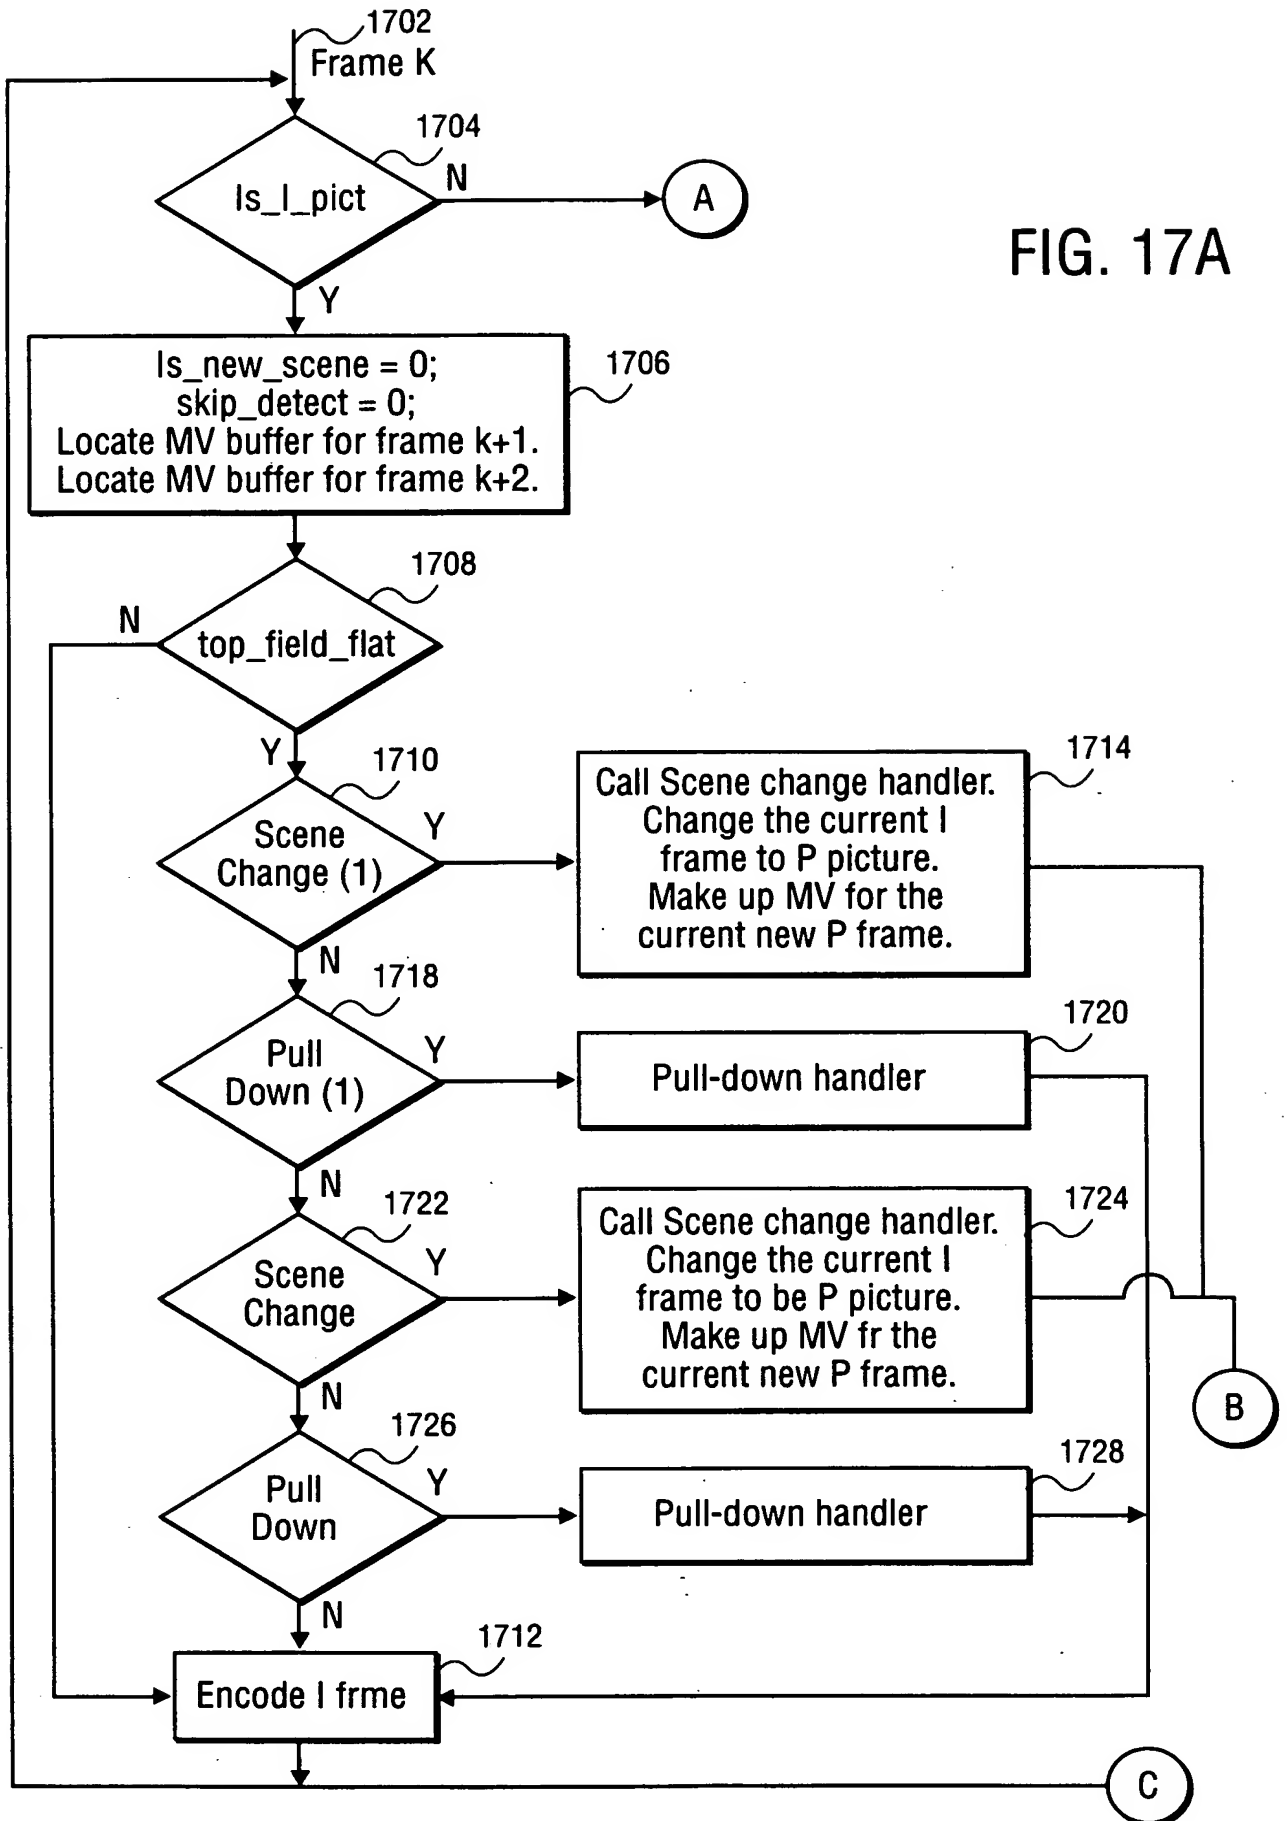 1702
Frame K
1704
Is_I_pict
N
A
FIG. 17A
Y
Is_new_scene = 0;
skip_detect = 0;
Locate MV buffer for frame k+1.
Locate MV buffer for frame k+2.
1706
1708
N
top_field_flat
Y
1710
Scene
Change (1)
Y
Call Scene change handler.
Change the current I
frame to P picture.
Make up MV for the
current new P frame.
1714
N
1718
Pull
Down (1)
Y
Pull-down handler
1720
N
1722
Scene
Change
Y
Call Scene change handler.
Change the current I
frame to be P picture.
Make up MV fr the
current new P frame.
1724
B
N
1726
Pull
Down
Y
Pull-down handler
1728
N
1712
Encode I frme
C